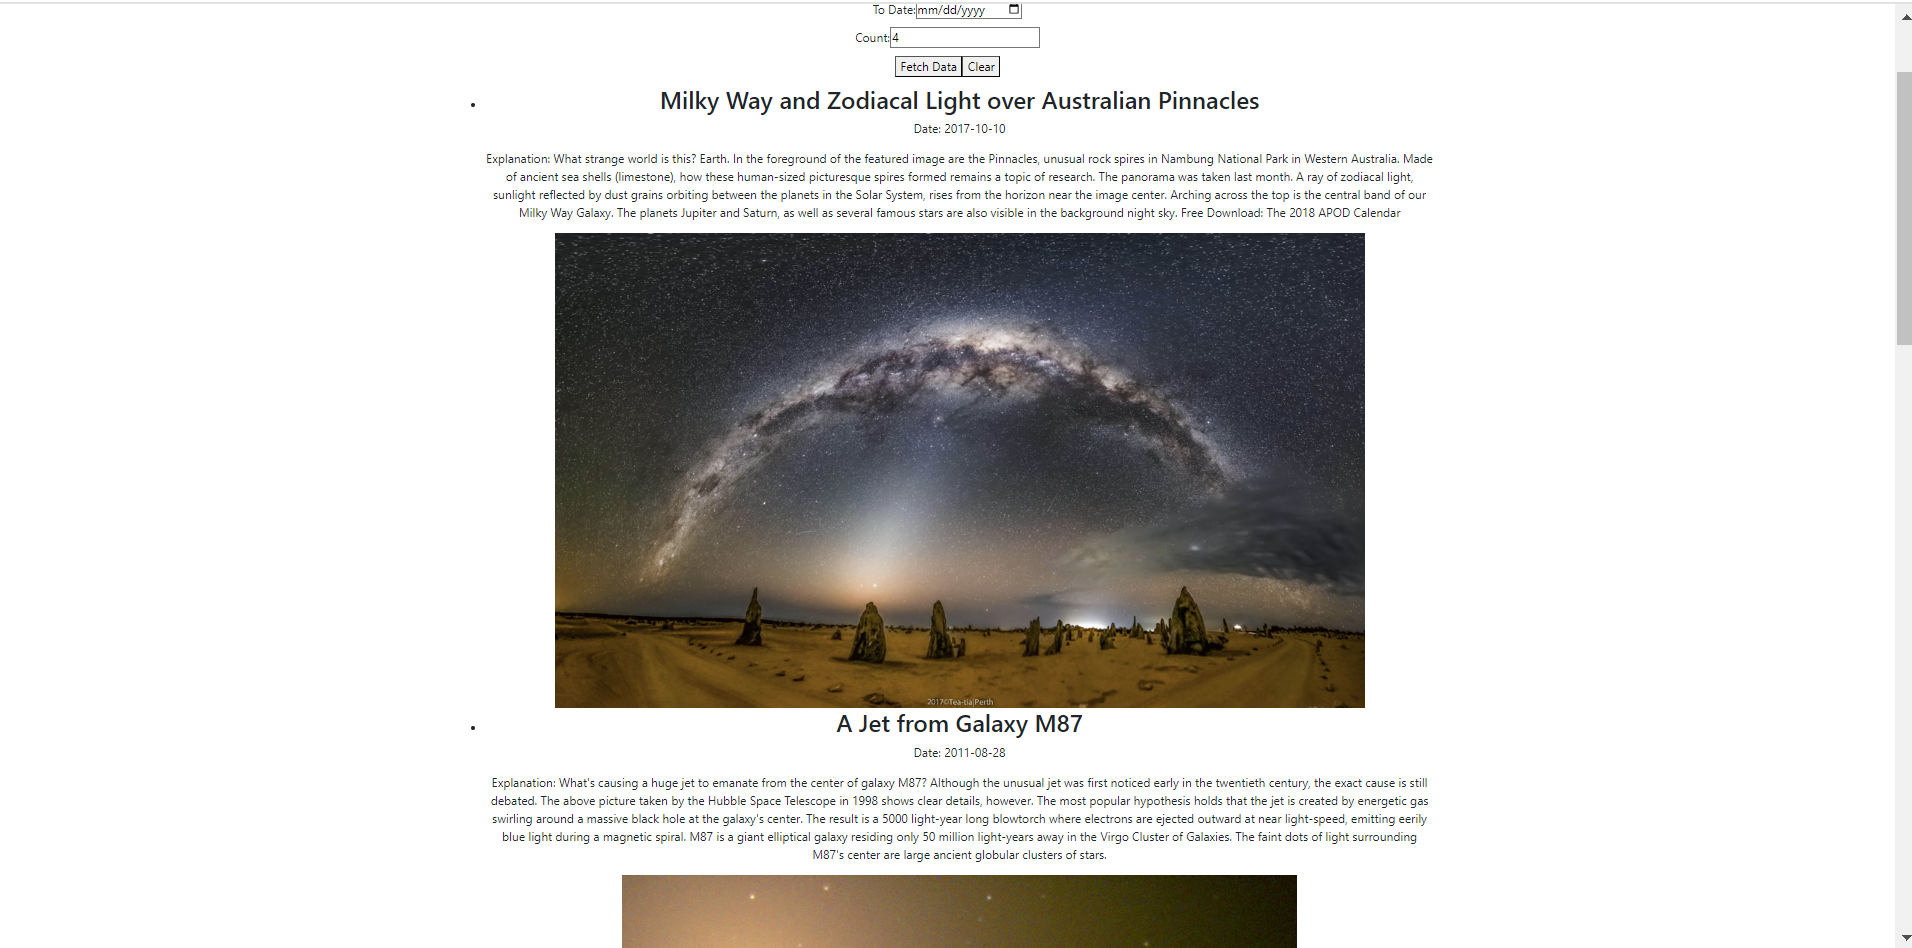 To Date:mm/dd/yyyy
Count:4
Fetch Data Clear
Milky Way and Zodiacal Light over Australian Pinnacles
Date: 2017-10-10
Explanation: What strange world is this? Earth. In the foreground of the featured image are the Pinnacles, unusual rock spires in Nambung National Park in Western Australia. Made
of ancient sea shells (limestone), how these human-sized picturesque spires formed remains a topic of research. The panorama was taken last month. A ray of zodiacal light,
sunlight reflected by dust grains orbiting between the planets in the Solar System, rises from the horizon near the image center. Arching across the top is the central band of our
Milky Way Galaxy. The planets Jupiter and Saturn, as well as several famous stars are also visible in the background night sky. Free Download: The 2018 APOD Calendar
2017©Tea-tia|Perth
A Jet from Galaxy M87
Date: 2011-08-28
Explanation: What's causing a huge jet to emanate from the center of galaxy M87? Although the unusual jet was first noticed early in the twentieth century, the exact cause is still
debated. The above picture taken by the Hubble Space Telescope in 1998 shows clear details, however. The most popular hypothesis holds that the jet is created by energetic gas
swirling around a massive black hole at the galaxy's center. The result is a 5000 light-year long blowtorch where electrons are ejected outward at near light-speed, emitting eerily
blue light during a magnetic spiral. M87 is a giant elliptical galaxy residing only 50 million light-years away in the Virgo Cluster of Galaxies. The faint dots of light surrounding
M87's center are large ancient globular clusters of stars.